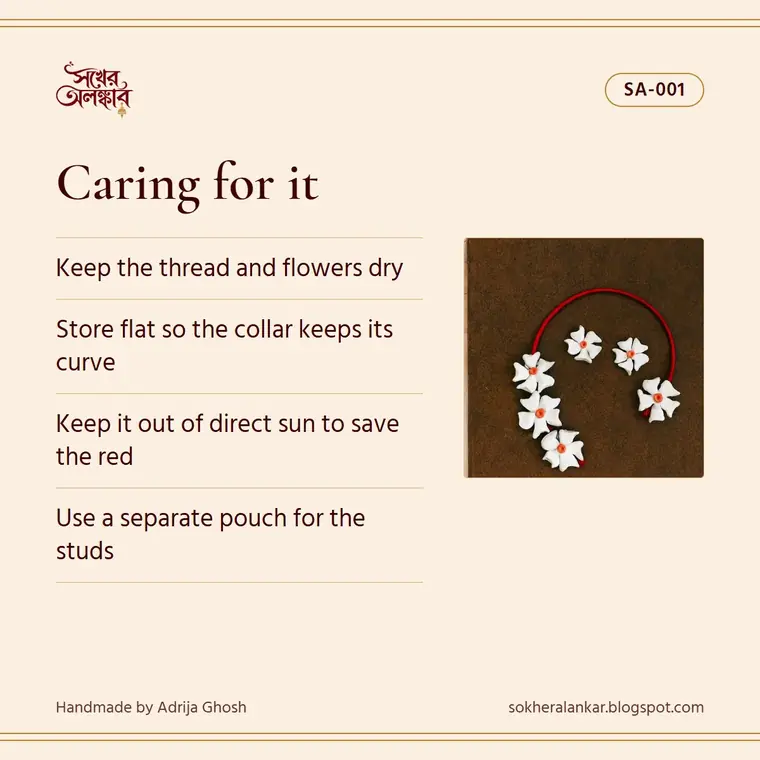 সখের
অলঙ্কার
SA-001
Caring for it
Keep the thread and flowers dry
Store flat so the collar keeps its
curve
Keep it out of direct sun to save
the red
Use a separate pouch for the
studs
Handmade by Adrija Ghosh
sokheralankar.blogspot.com